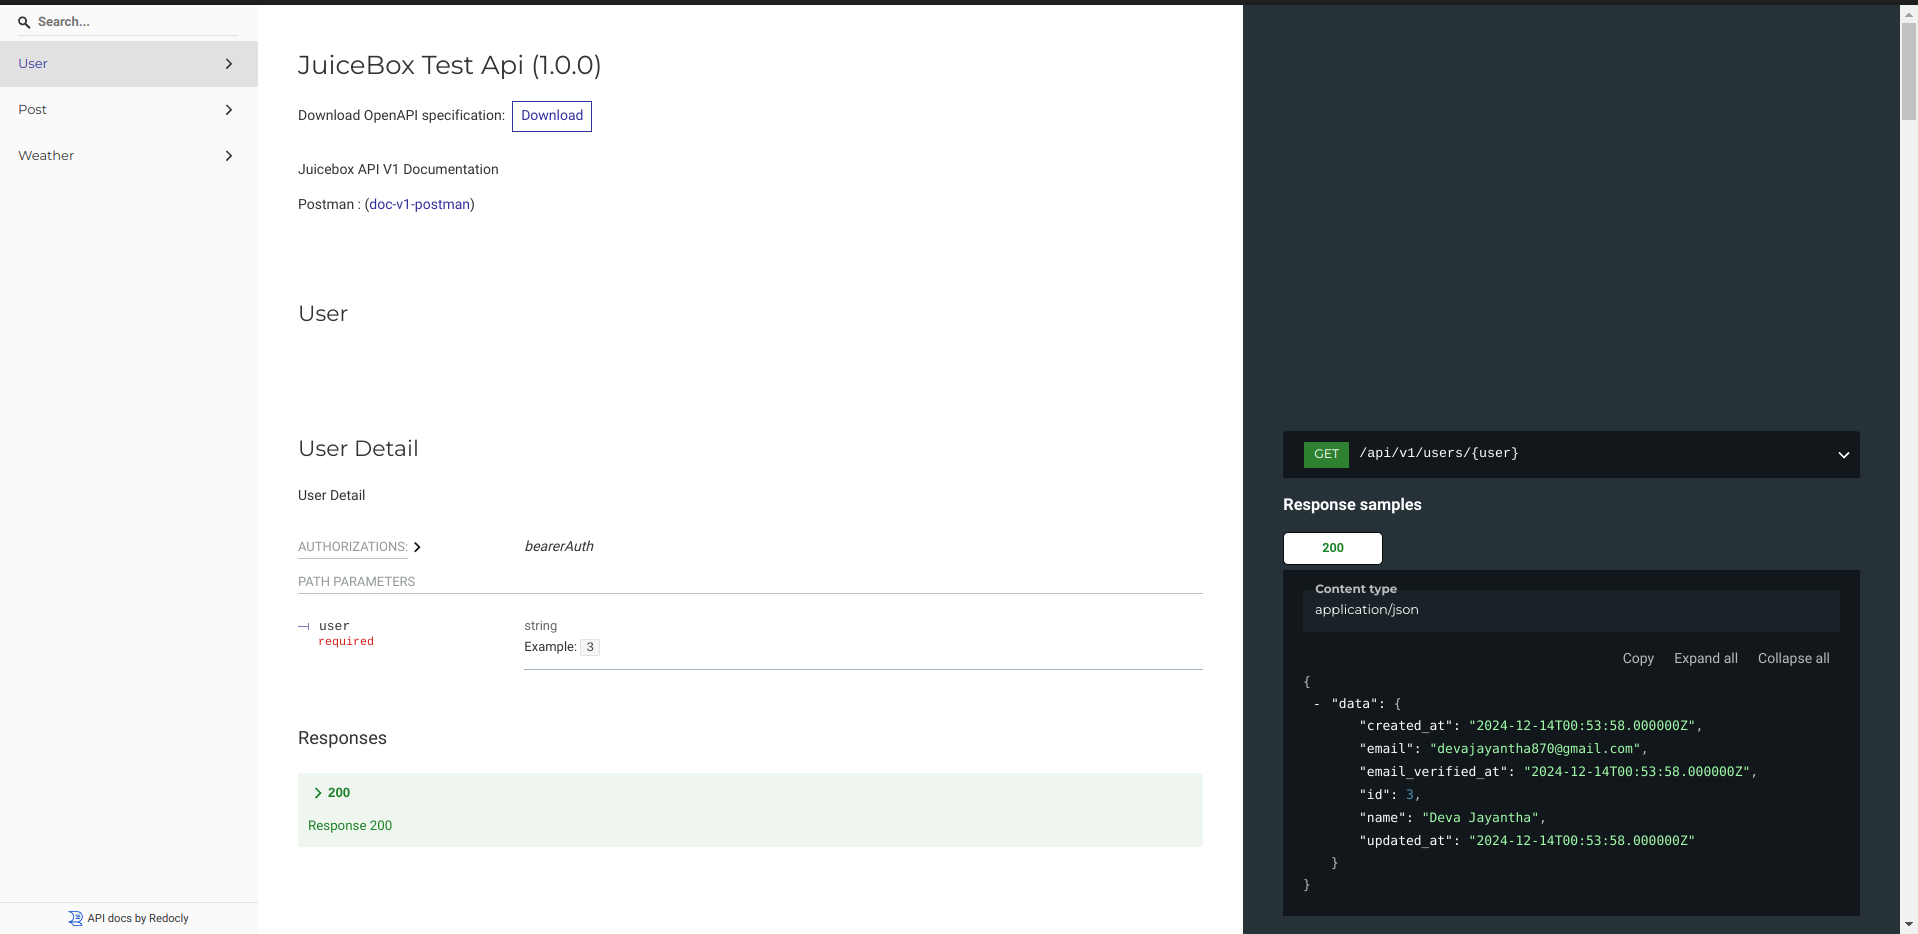 Search...
User
Post
Weather
API docs by Redocly
JuiceBox Test Api (1.0.0)
Download OpenAPI specification: Download
Juicebox API V1 Documentation
Postman : (doc-v1-postman)
User
User Detail
User Detail
AUTHORIZATIONS: bearerAuth
PATH PARAMETERS
user string
required Example: 3
Responses
200
Response 200
GET /api/v1/users/{user}
Response samples
200
Content type
application/json
Copy Expand all Collapse all
{
- "data": {
"created_at": "2024-12-14T00:53:58.000000Z",
"email": "devajayantha870@gmail.com",
"email_verified_at": "2024-12-14T00:53:58.000000Z",
"id": 3,
"name": "Deva Jayantha",
"updated_at": "2024-12-14T00:53:58.000000Z"
}
}